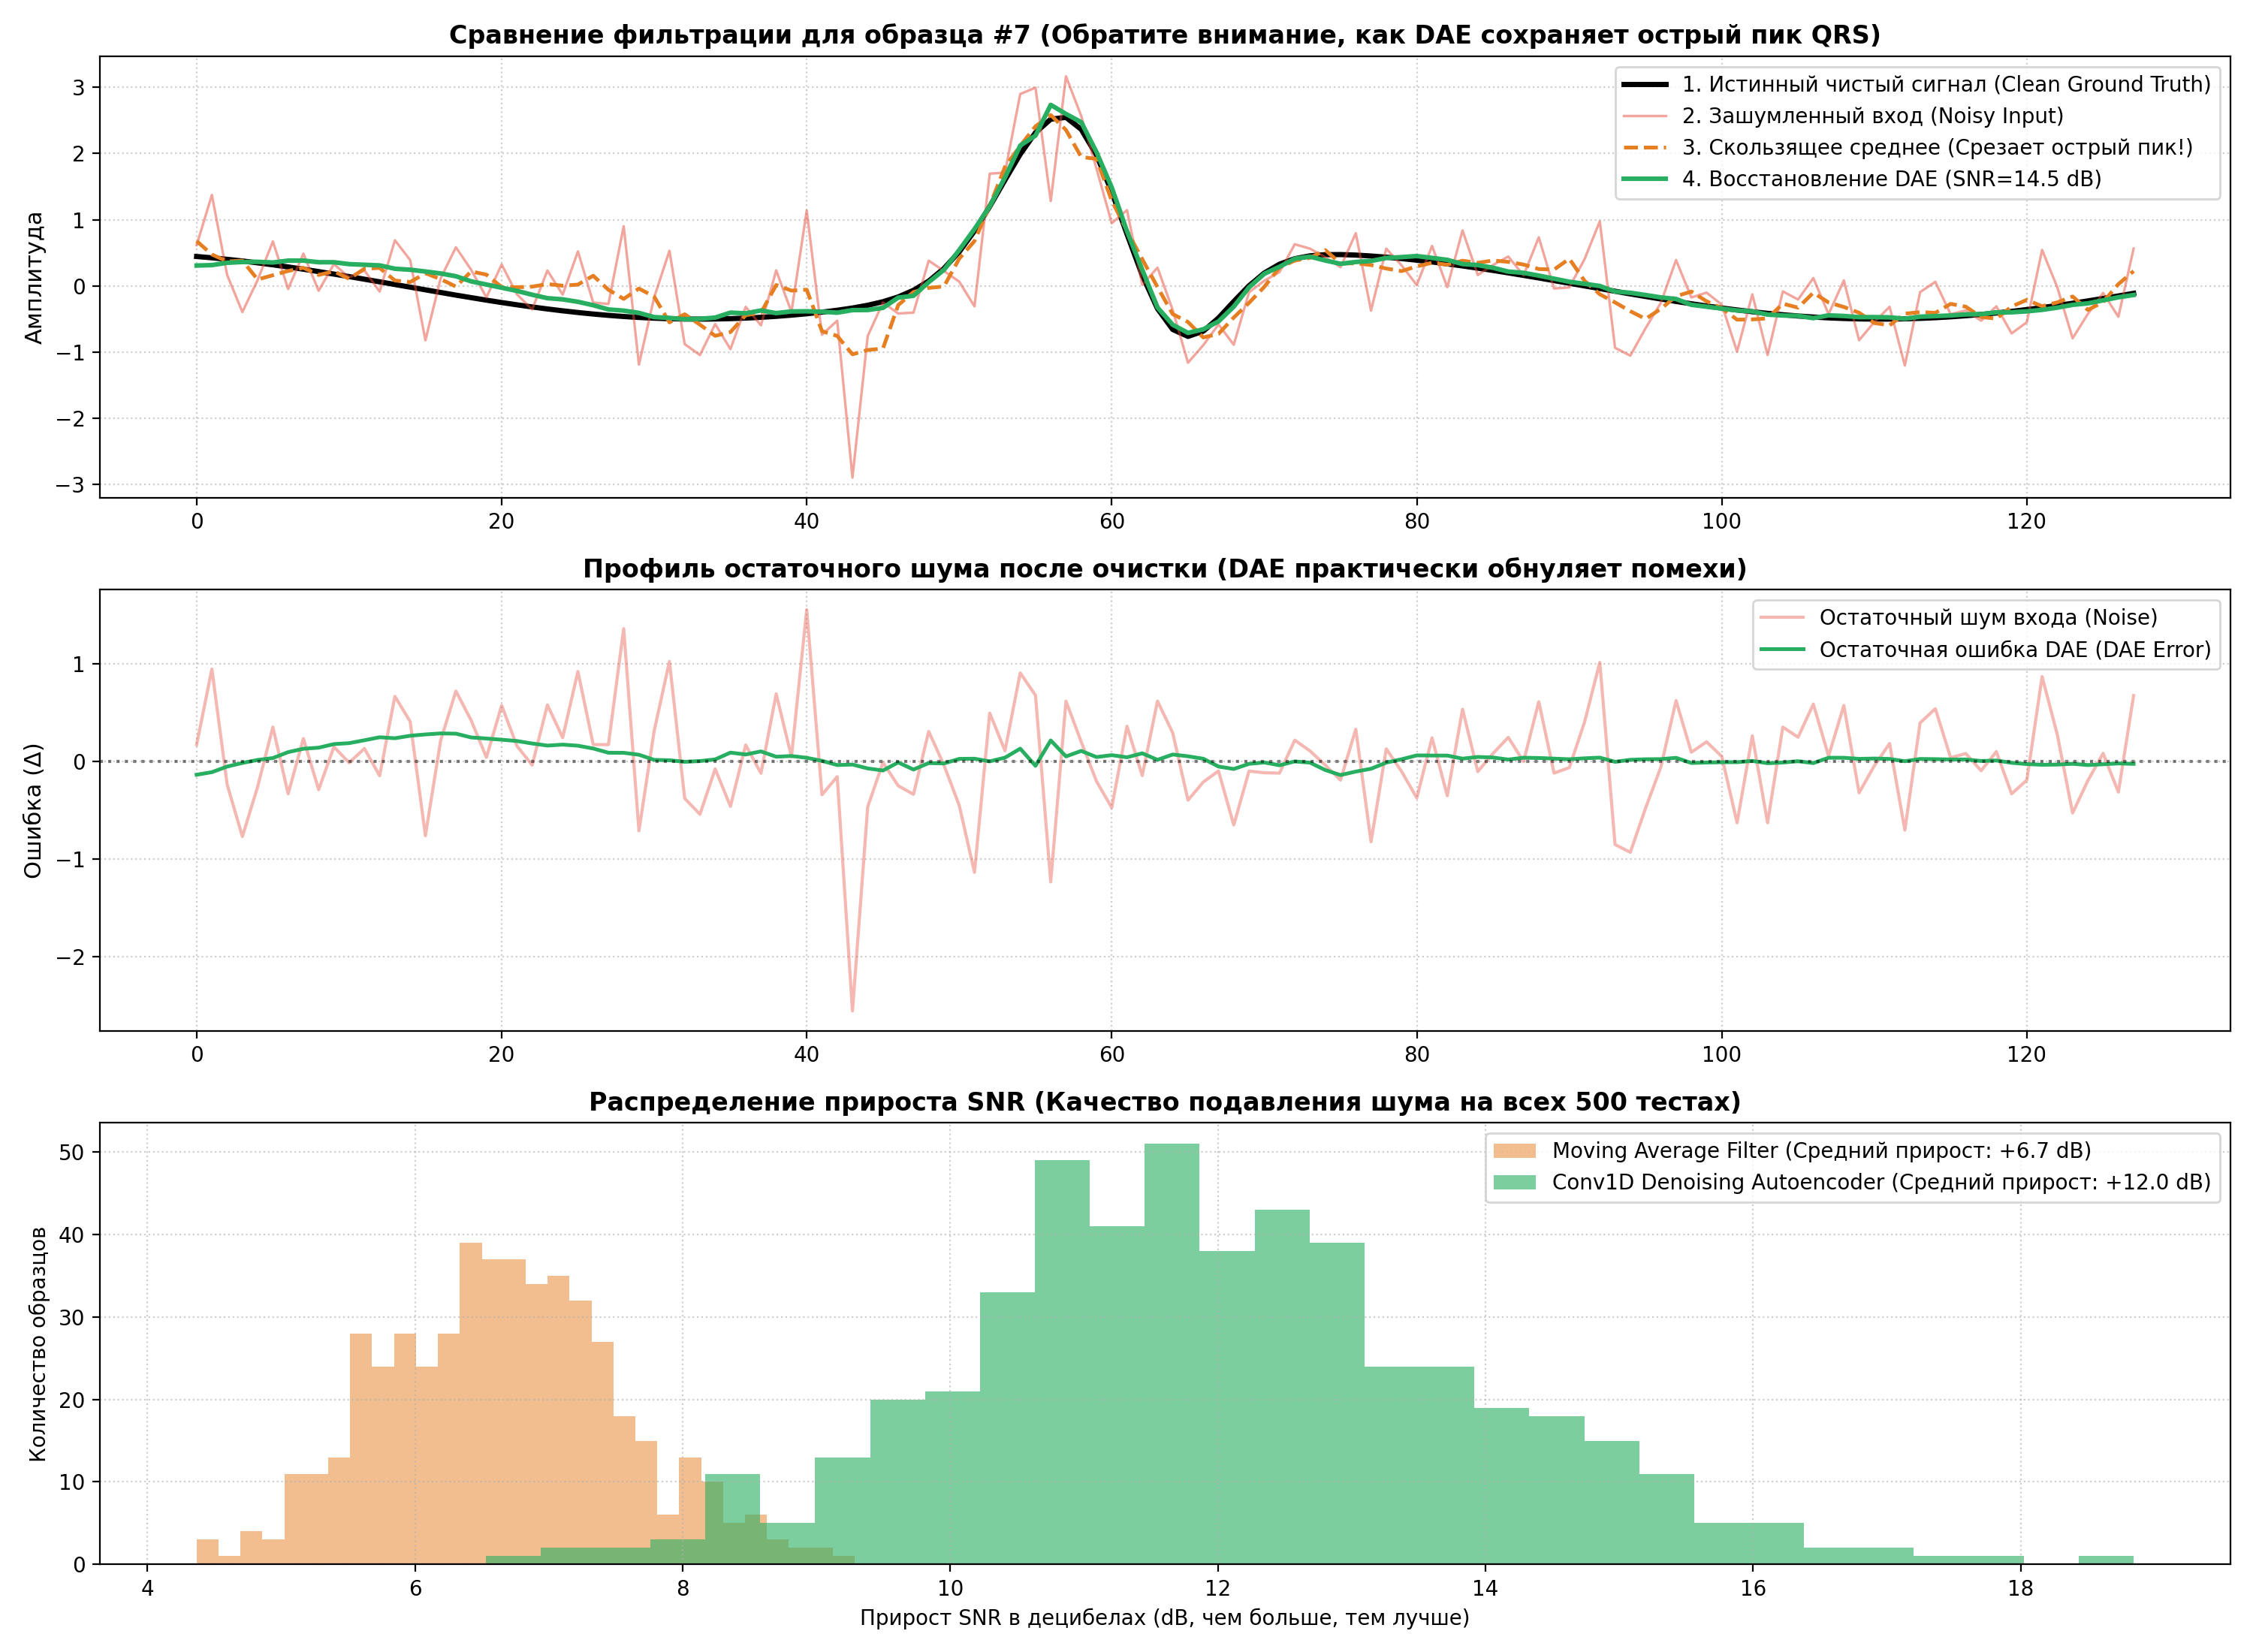 Сравнение фильтрации для образца #7 (Обратите внимание, как DAE сохраняет острый пик QRS)
1. Истинный чистый сигнал (Clean Ground Truth)
2. Зашумленный вход (Noisy Input)
3. Скользящее среднее (Срезает острый пик!)
4. Восстановление DAE (SNR=14.5 dB)
Амплитуда
3
2
1
0
−1
−2
−3
0 20 40 60 80 100 120
Профиль остаточного шума после очистки (DAE практически обнуляет помехи)
Остаточный шум входа (Noise)
Остаточная ошибка DAE (DAE Error)
Ошибка (Δ)
1
0
−1
−2
0 20 40 60 80 100 120
Распределение прироста SNR (Качество подавления шума на всех 500 тестах)
Moving Average Filter (Средний прирост: +6.7 dB)
Conv1D Denoising Autoencoder (Средний прирост: +12.0 dB)
Количество образцов
50
40
30
20
10
0
4 6 8 10 12 14 16 18
Прирост SNR в децибелах (dB, чем больше, тем лучше)